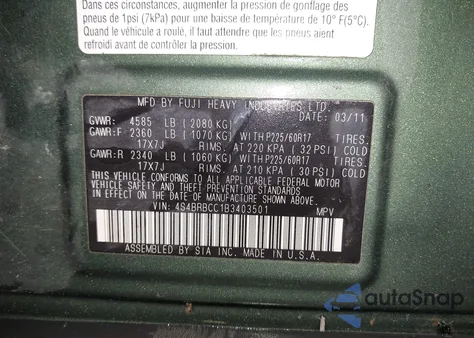 Dans ces circonstances, augmenter la pression de gonflage des
pneus de 1psi (7kPa) pour une baisse de température de 10° F(5°C).
Quand le véhicule a roulé, il faut attendre que les pneus aient
refroidi avant de contrôler la pression.
MFD BY FUJI HEAVY INDUSTRIES LTD. 03/11
GVWR: 4585 LB (2080 KG)
GAWR:F 2360 LB (1070 KG) WITH P225/60R17 TIRES.
17X7J RIMS. AT 220 KPA (32 PSI) COLD
GAWR:R 2340 LB (1060 KG) WITH P225/60R17 TIRES.
17X7J RIMS. AT 210 KPA (30 PSI) COLD
THIS VEHICLE CONFORMS TO ALL APPLICABLE FEDERAL MOTOR
VEHICLE SAFETY AND THEFT PREVENTION STANDARDS
IN EFFECT ON THE DATE OF MANUFACTURE SHOWN ABOVE.
VIN: 4S4BRBCC1B3403501 MPV
ASSEMBLED BY SIA INC. MADE IN U.S.A.
autoSnap